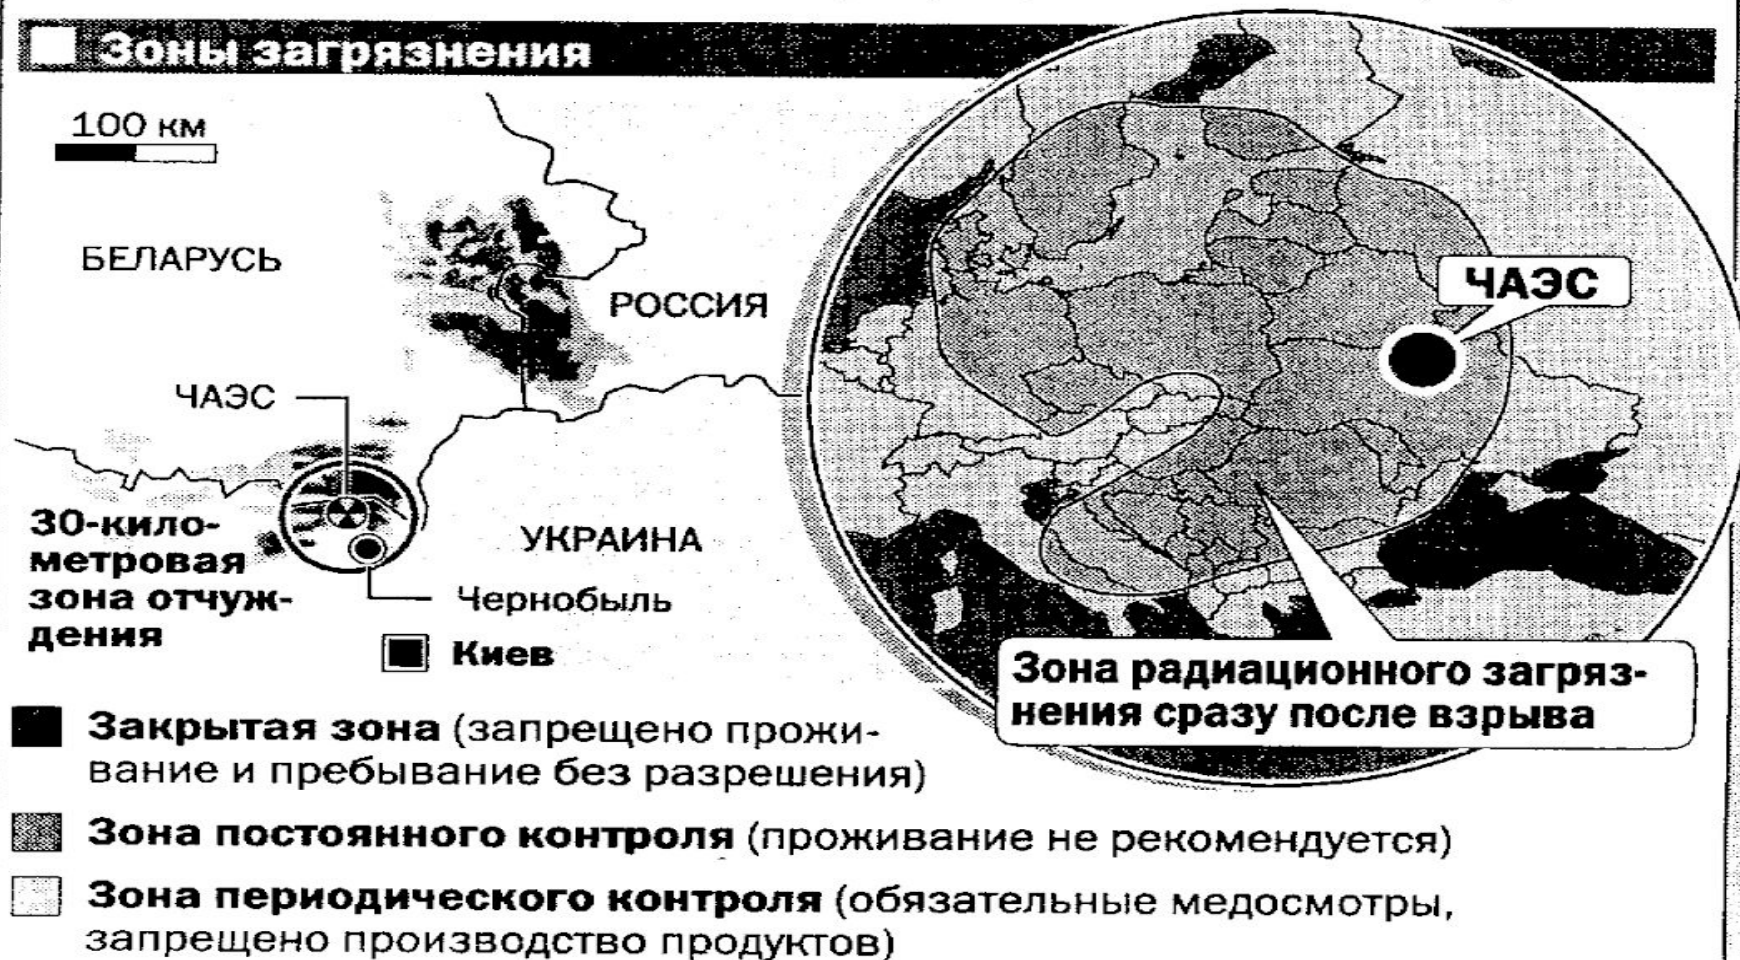 Зоны загрязнения
100 км
БЕЛАРУСЬ
РОССИЯ
ЧАЭС
30-кило-
метровая
зона отчуж-
дения
УКРАИНА
Чернобыль
Киев
ЧАЭС
Зона радиационного загряз-
нения сразу после взрыва
Закрытая зона (запрещено прожи-
вание и пребывание без разрешения)
Зона постоянного контроля (проживание не рекомендуется)
Зона периодического контроля (обязательные медосмотры,
запрещено производство продуктов)